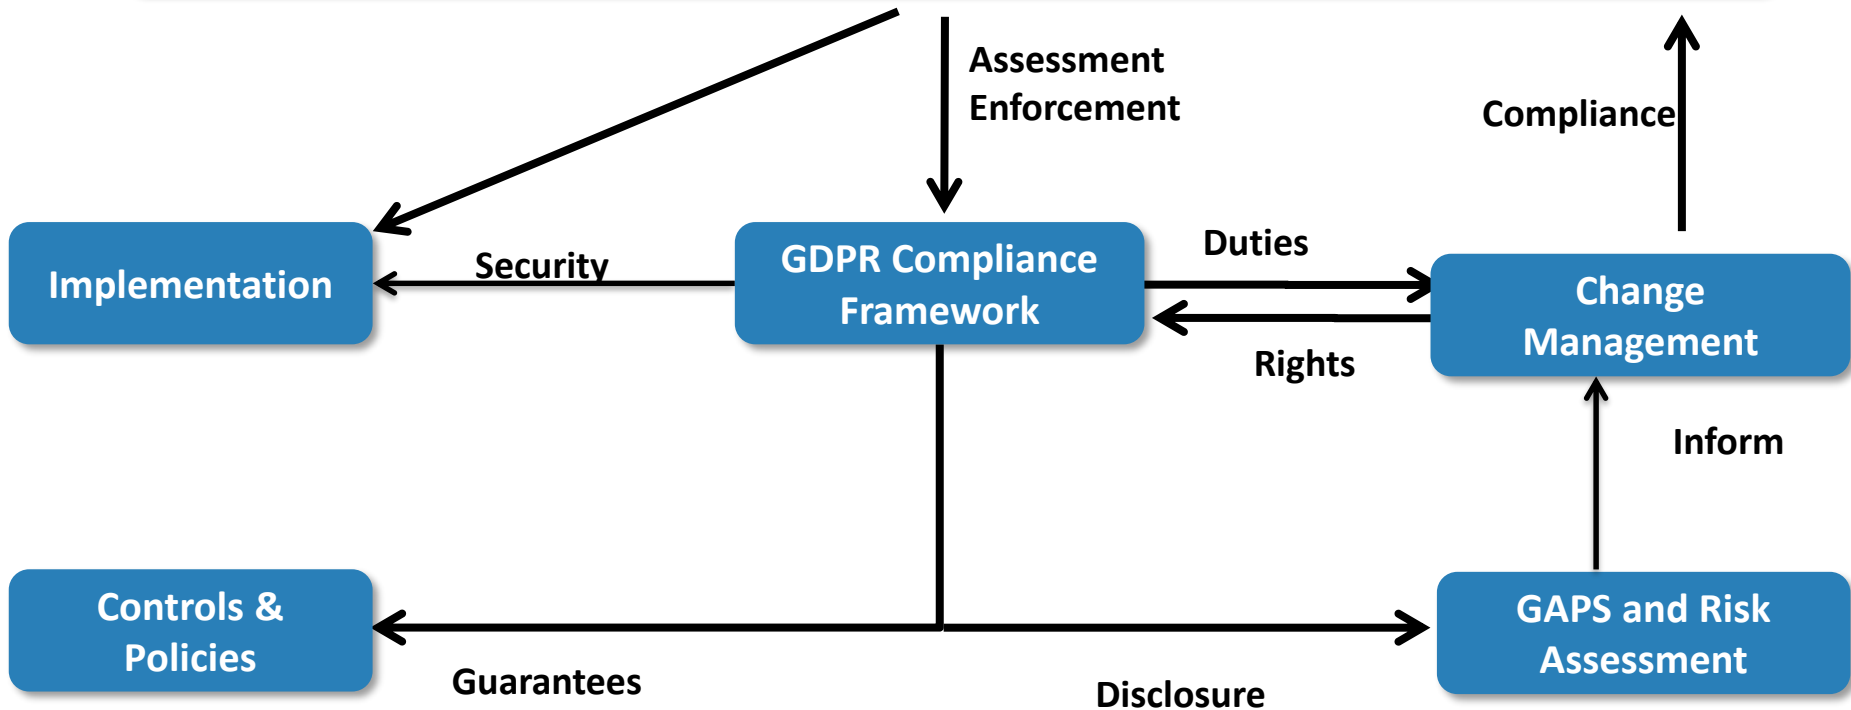 Assessment
Enforcement
Compliance
Implementation
Security
GDPR Compliance
Framework
Duties
Rights
Change
Management
Inform
Controls &
Policies
Guarantees
Disclosure
GAPS and Risk
Assessment